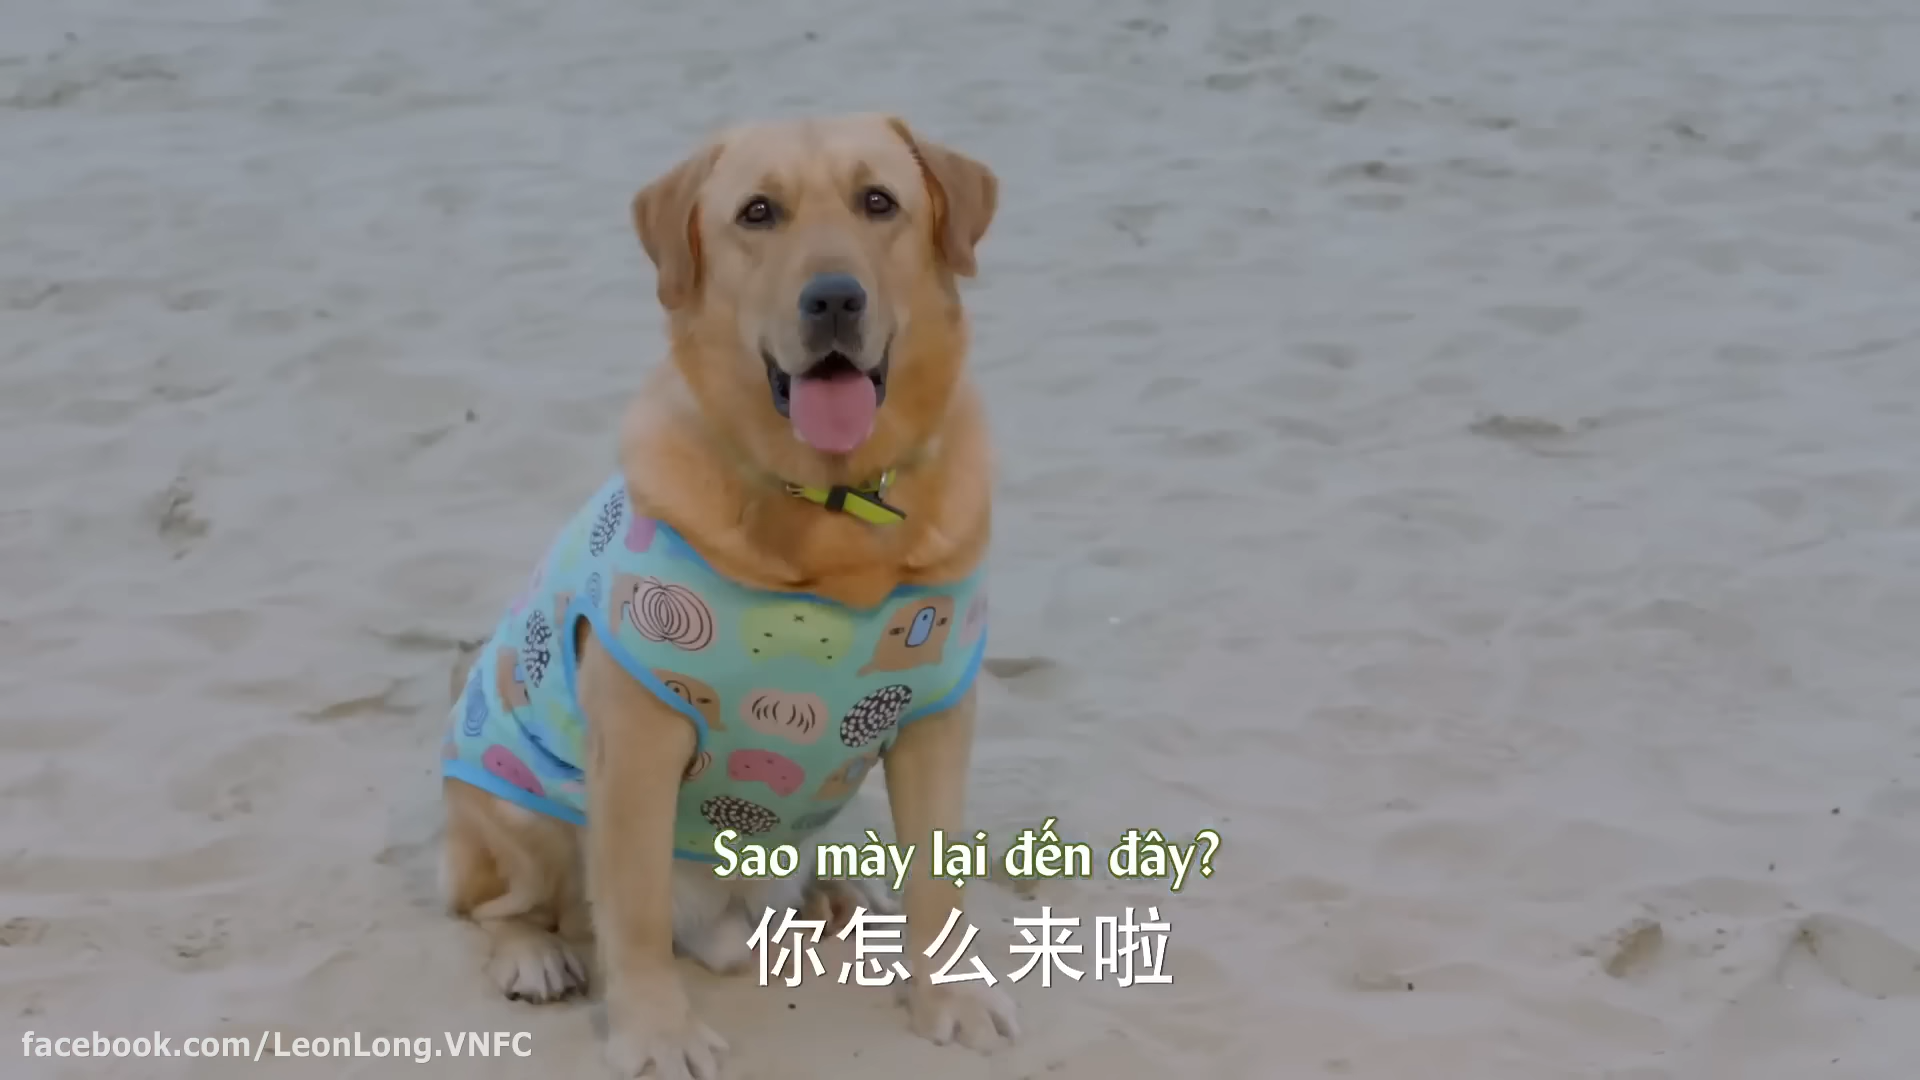 Sao mày lại đến đây?
你怎么来啦
facebook.com/LeonLong.VNFC